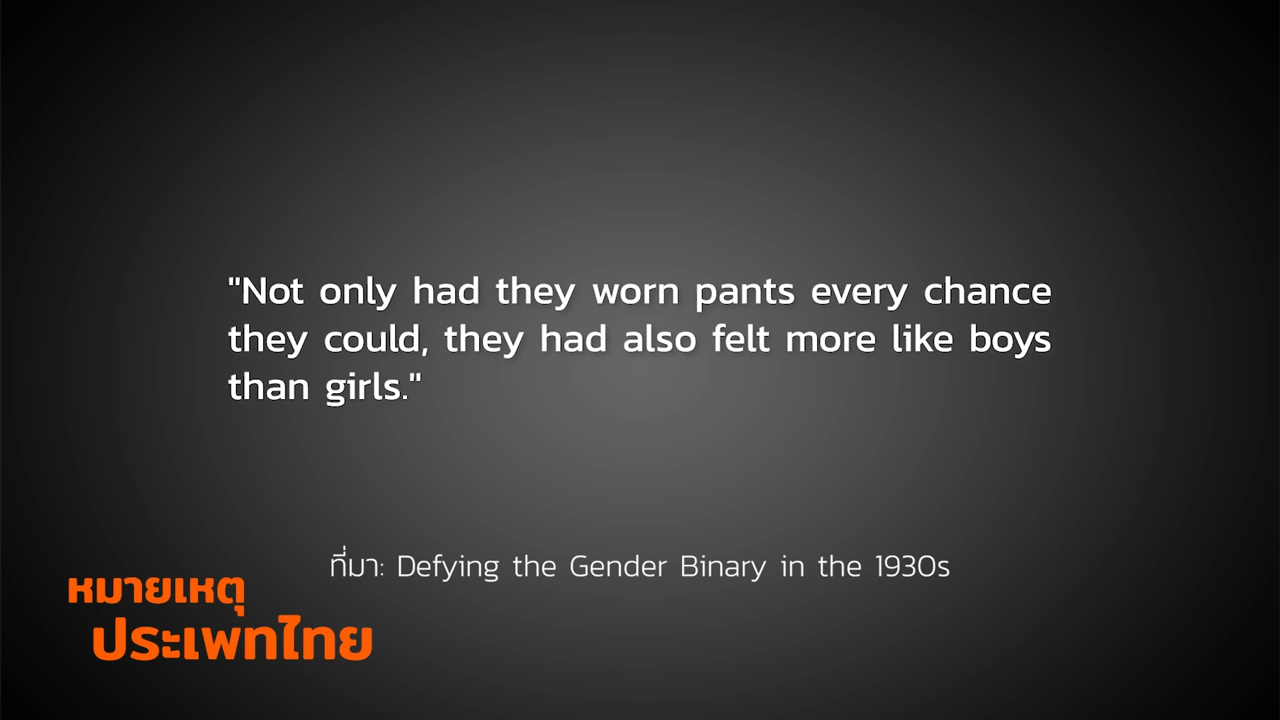 "Not only had they worn pants every chance
they could, they had also felt more like boys
than girls."
ที่มา: Defying the Gender Binary in the 1930s
หมายเหตุ
ประเพทไทย